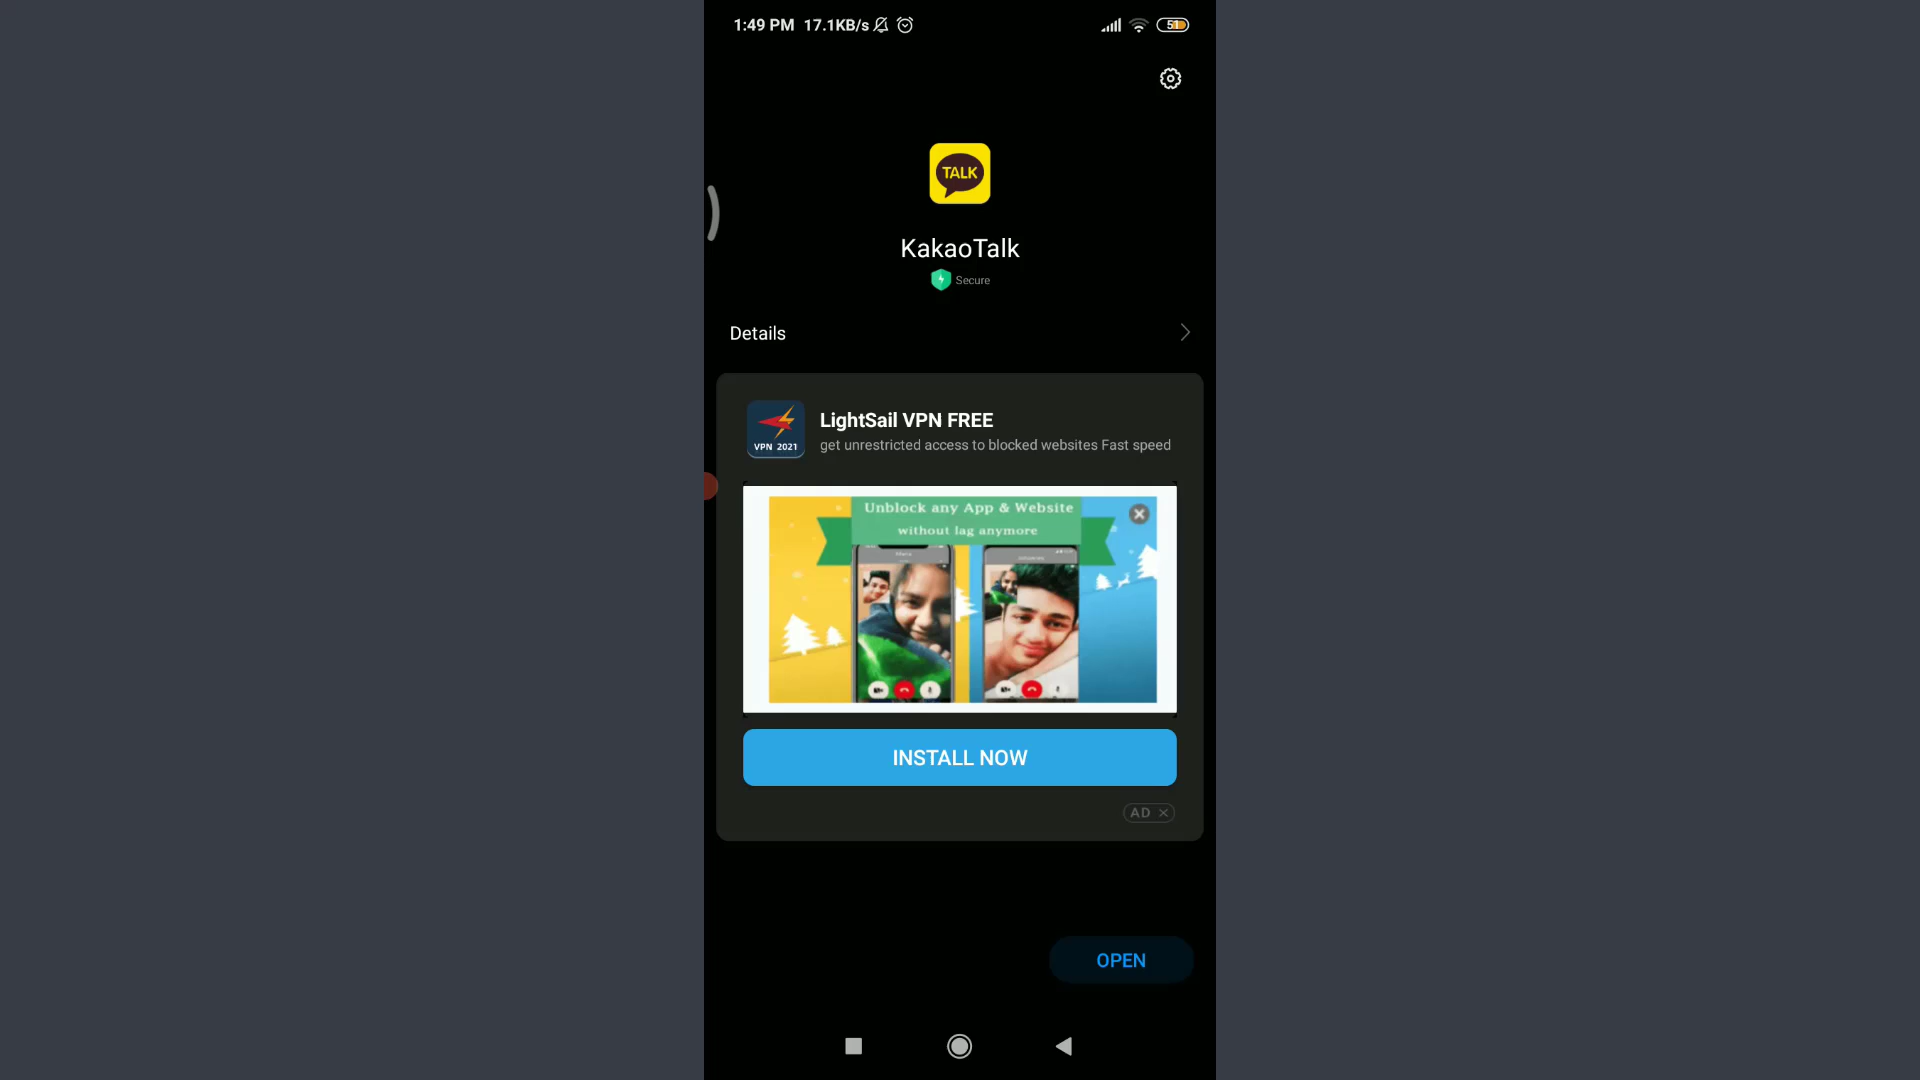 1:49 PM 17.1KB/s
51
TALK
KakaoTalk
Secure
Details
LightSail VPN FREE
get unrestricted access to blocked websites Fast speed
VPN 2021
Unblock any App & Website
without lag anymore
INSTALL NOW
AD
OPEN